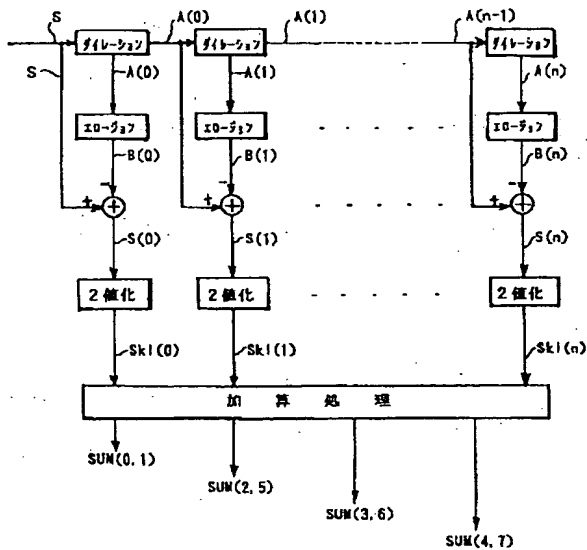 S A(0) A(1) A(n-1)
ダイレーション ダイレーション ダイレーション
S A(0) A(1) A(n)
エロージョン エロージョン エロージョン
B(0) B(1) B(n)
+ - + + - + + - +
S(0) S(1) S(n)
2値化 2値化 2値化
Skl(0) Skl(1) Skl(n)
加算処理
SUM(0,1)
SUM(2,5)
SUM(3,6)
SUM(4,7)